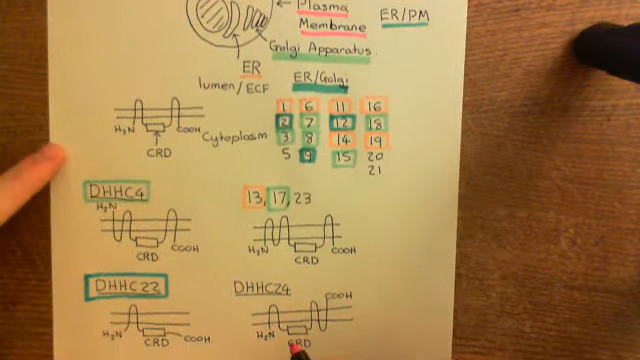 Plasma
Membrane
ER/PM
Golgi Apparatus.
ER
lumen/ECF
ER/Golgi
1 6 11 16
2 7 12 18
3 8 14 19
5 9 15 20
21
H₂N
COOH
Cytoplasm
CRD
DHHC4
H₂N
CRD
COOH
13, 17, 23
H₂N
COOH
CRD
DHHC22
H₂N
CRD
COOH
DHHC24
COOH
H₂N
CRD